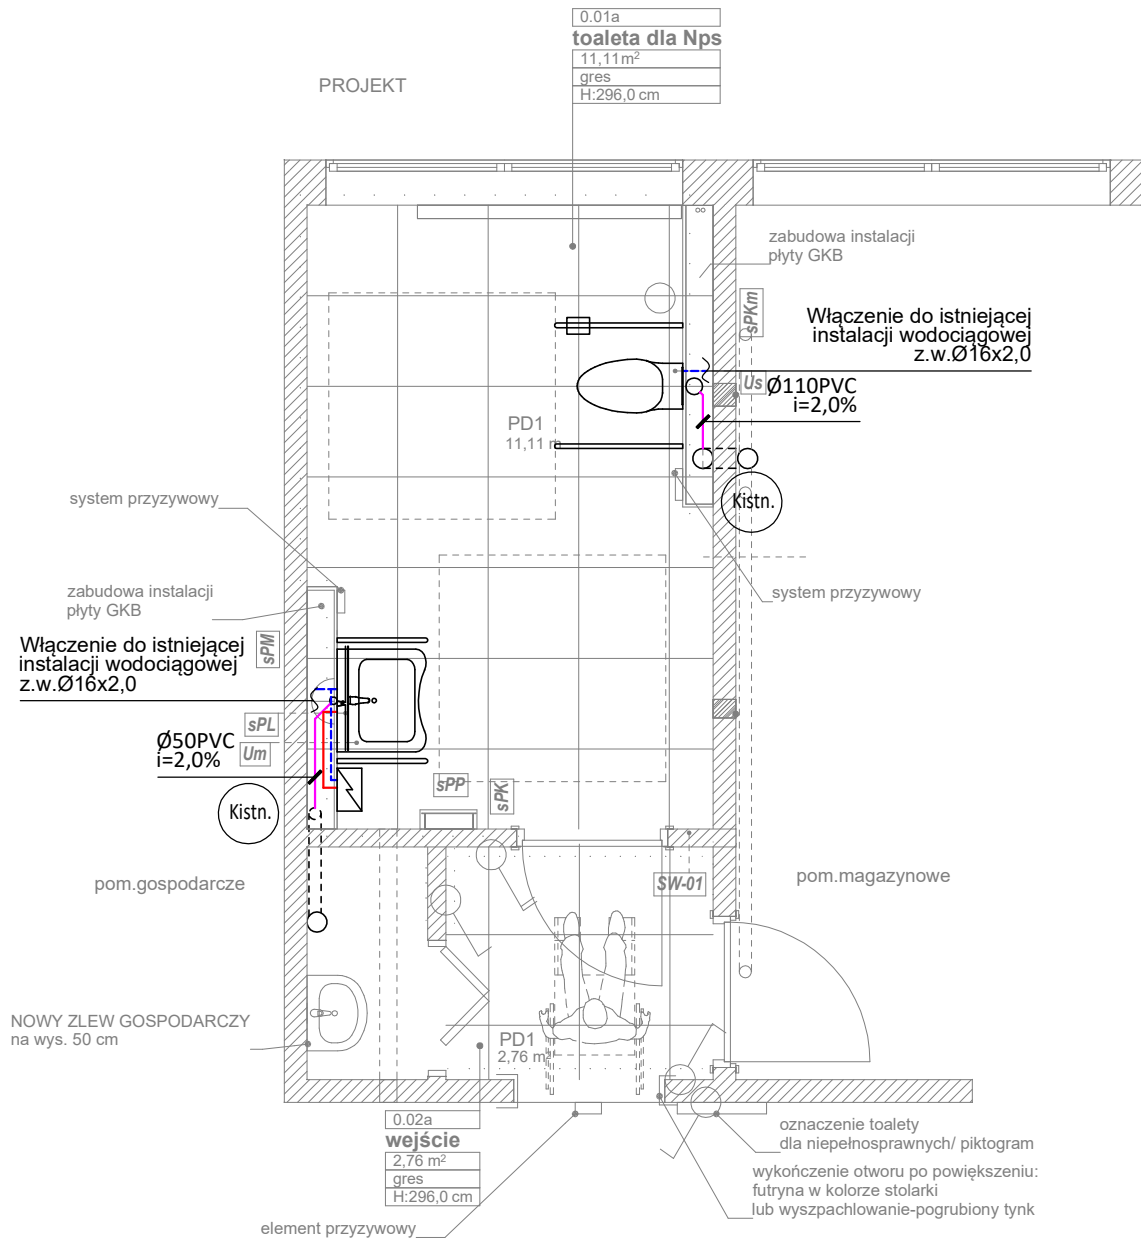 0.01a
toaleta dla Nps
11,11m²
gres
H:296,0 cm
PROJEKT
zabudowa instalacji
płyty GKB
sPKm
Włączenie do istniejącej
instalacji wodociągowej
z.w.Ø16x2,0
Us
Ø110PVC
i=2,0%
PD1
11,11 m
Kistn.
system przyzywowy
system przyzywowy
zabudowa instalacji
płyty GKB
sPM
Włączenie do istniejącej
instalacji wodociągowej
z.w.Ø16x2,0
sPL
Um
Ø50PVC
i=2,0%
Kistn.
sPP
sPK
SW-01
pom.gospodarcze
pom.magazynowe
NOWY ZLEW GOSPODARCZY
na wys. 50 cm
PD1
2,76 m²
0.02a
wejście
2,76 m²
gres
H:296,0 cm
oznaczenie toalety
dla niepełnosprawnych/ piktogram
wykończenie otworu po powiększeniu:
futryna w kolorze stolarki
lub wyszpachlowanie-pogrubiony tynk
element przyzywowy